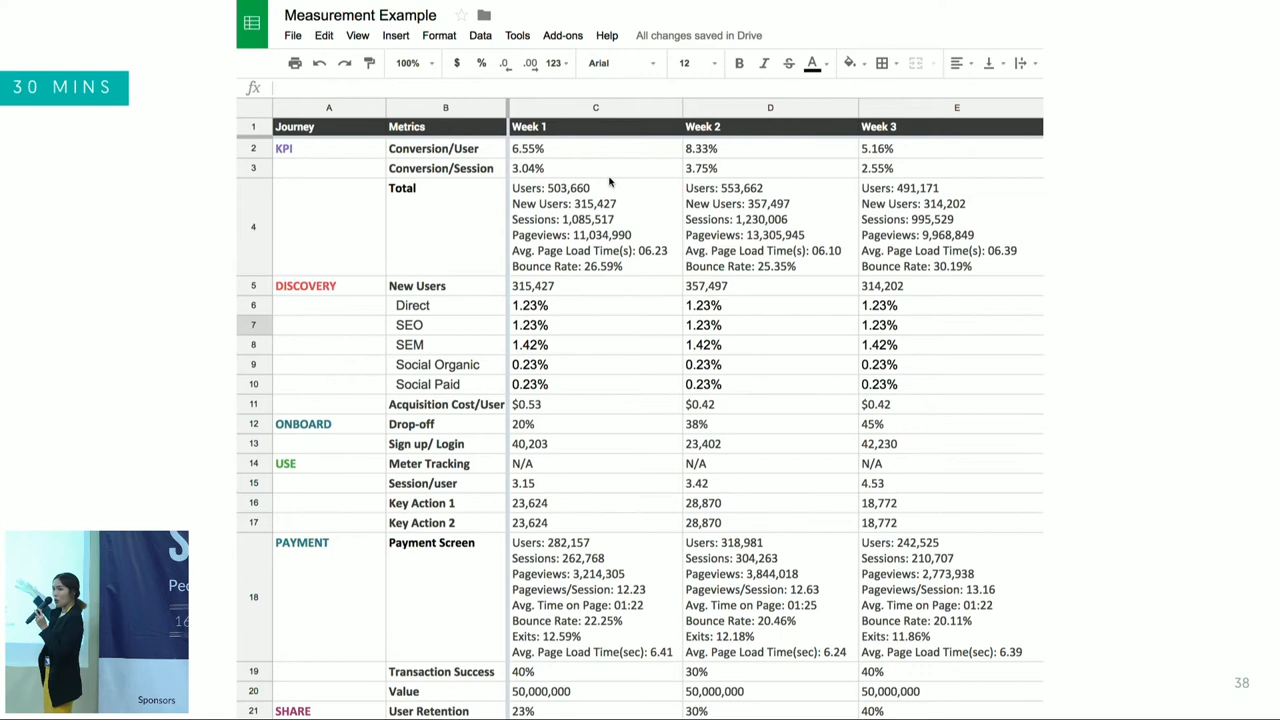 Measurement Example
File Edit View Insert Format Data Tools Add-ons Help All changes saved in Drive
100% $ % .0 .00 123 Arial 12 B I S A
30 MINS
fx
A B C D E
1 Journey Metrics Week 1 Week 2 Week 3
2 KPI Conversion/User 6.55% 8.33% 5.16%
3 Conversion/Session 3.04% 3.75% 2.55%
4 Total Users: 503,660 Users: 553,662 Users: 491,171
New Users: 315,427 New Users: 357,497 New Users: 314,202
Sessions: 1,085,517 Sessions: 1,230,006 Sessions: 995,529
Pageviews: 11,034,990 Pageviews: 13,305,945 Pageviews: 9,968,849
Avg. Page Load Time(s): 06.23 Avg. Page Load Time(s): 06.10 Avg. Page Load Time(s): 06.39
Bounce Rate: 26.59% Bounce Rate: 25.35% Bounce Rate: 30.19%
5 DISCOVERY New Users 315,427 357,497 314,202
6 Direct 1.23% 1.23% 1.23%
7 SEO 1.23% 1.23% 1.23%
8 SEM 1.42% 1.42% 1.42%
9 Social Organic 0.23% 0.23% 0.23%
10 Social Paid 0.23% 0.23% 0.23%
11 Acquisition Cost/User $0.53 $0.42 $0.42
12 ONBOARD Drop-off 20% 38% 45%
13 Sign up/ Login 40,203 23,402 42,230
14 USE Meter Tracking N/A N/A N/A
15 Session/user 3.15 3.42 4.53
16 Key Action 1 23,624 28,870 18,772
17 Key Action 2 23,624 28,870 18,772
18 PAYMENT Payment Screen Users: 282,157 Users: 318,981 Users: 242,525
Sessions: 262,768 Sessions: 304,263 Sessions: 210,707
Pageviews: 3,214,305 Pageviews: 3,844,018 Pageviews: 2,773,938
Pageviews/Session: 12.23 Pageviews/Session: 12.63 Pageviews/Session: 13.16
Avg. Time on Page: 01:22 Avg. Time on Page: 01:25 Avg. Time on Page: 01:22
Bounce Rate: 22.25% Bounce Rate: 20.46% Bounce Rate: 20.11%
Exits: 12.59% Exits: 12.18% Exits: 11.86%
Avg. Page Load Time(sec): 6.41 Avg. Page Load Time(sec): 6.24 Avg. Page Load Time(sec): 6.39
19 Transaction Success 40% 30% 40%
20 Value 50,000,000 50,000,000 50,000,000
21 SHARE User Retention 23% 30% 40%
38
S
Pe
16
Sponsors